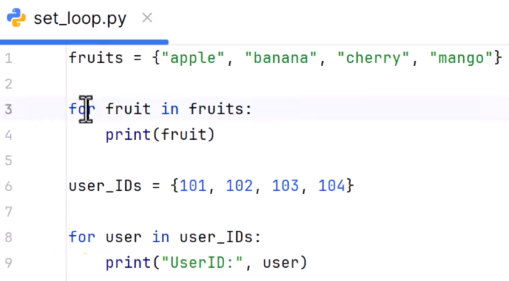 set_loop.py ×
1 fruits = {"apple", "banana", "cherry", "mango"}
2
3 for fruit in fruits:
4     print(fruit)
5
6 user_IDs = {101, 102, 103, 104}
7
8 for user in user_IDs:
9     print("UserID:", user)